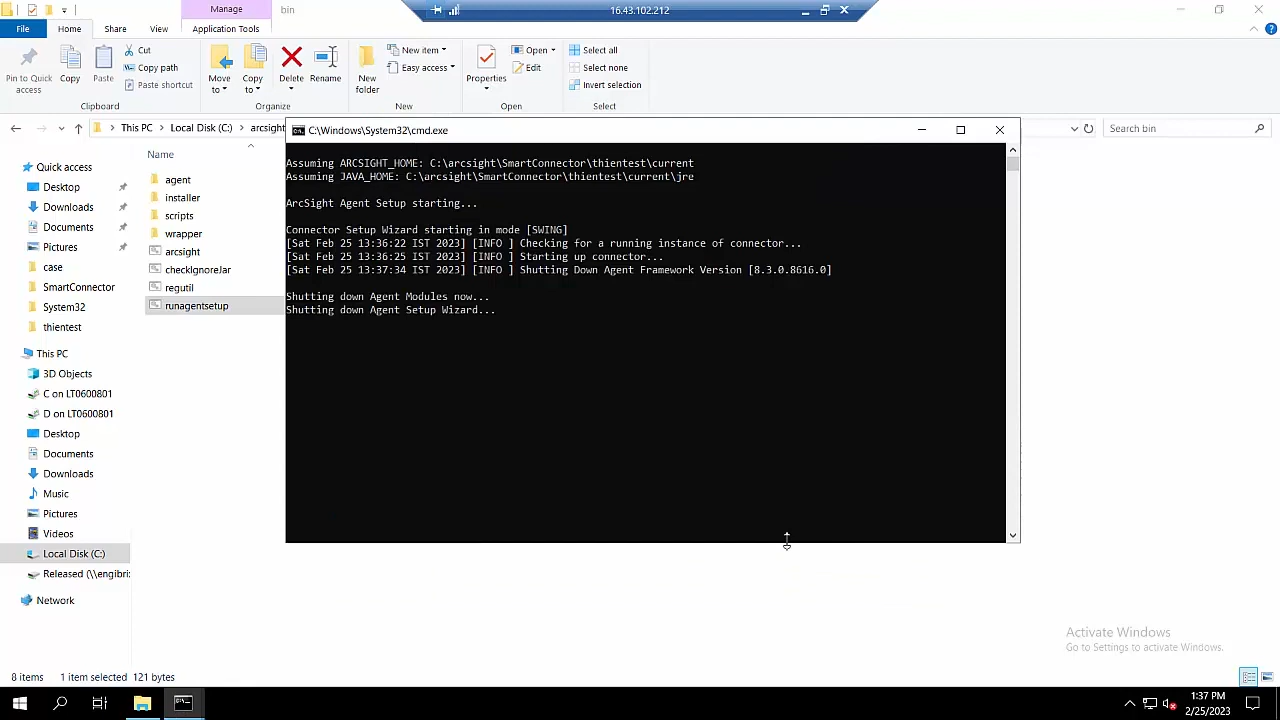 Manage
bin
16.43.102.212
File
Home
Share
View
Application Tools
Pin to Quick access
Copy
Paste
Cut
Copy path
Paste shortcut
Clipboard
Move to
Copy to
Delete
Rename
Organize
New folder
New item
Easy access
New
Properties
Open
Edit
Open
Select all
Select none
Invert selection
Select
This PC
Local Disk (C:)
arcsight
Search bin
Quick access
Desktop
Downloads
Documents
Pictures
case
SmartConnector
System32
thientest
This PC
3D Objects
C on LT0600801
D on LT0600801
Desktop
Documents
Downloads
Music
Pictures
Videos
Local Disk (C:)
Released (\\engibri
Network
Name
agent
installer
scripts
wrapper
arcsight
checkIgnoreJar
regutil
runagentsetup
C:\Windows\System32\cmd.exe
Assuming ARCSIGHT_HOME: C:\arcsight\SmartConnector\thientest\current
Assuming JAVA_HOME: C:\arcsight\SmartConnector\thientest\current\jre
ArcSight Agent Setup starting...
Connector Setup Wizard starting in mode [SWING]
[Sat Feb 25 13:36:22 IST 2023] [INFO ] Checking for a running instance of connector...
[Sat Feb 25 13:36:25 IST 2023] [INFO ] Starting up connector...
[Sat Feb 25 13:37:34 IST 2023] [INFO ] Shutting Down Agent Framework Version [8.3.0.8616.0]
Shutting down Agent Modules now...
Shutting down Agent Setup Wizard...
Activate Windows
Go to Settings to activate Windows.
8 items
1 item selected 121 bytes
1:37 PM
2/25/2023